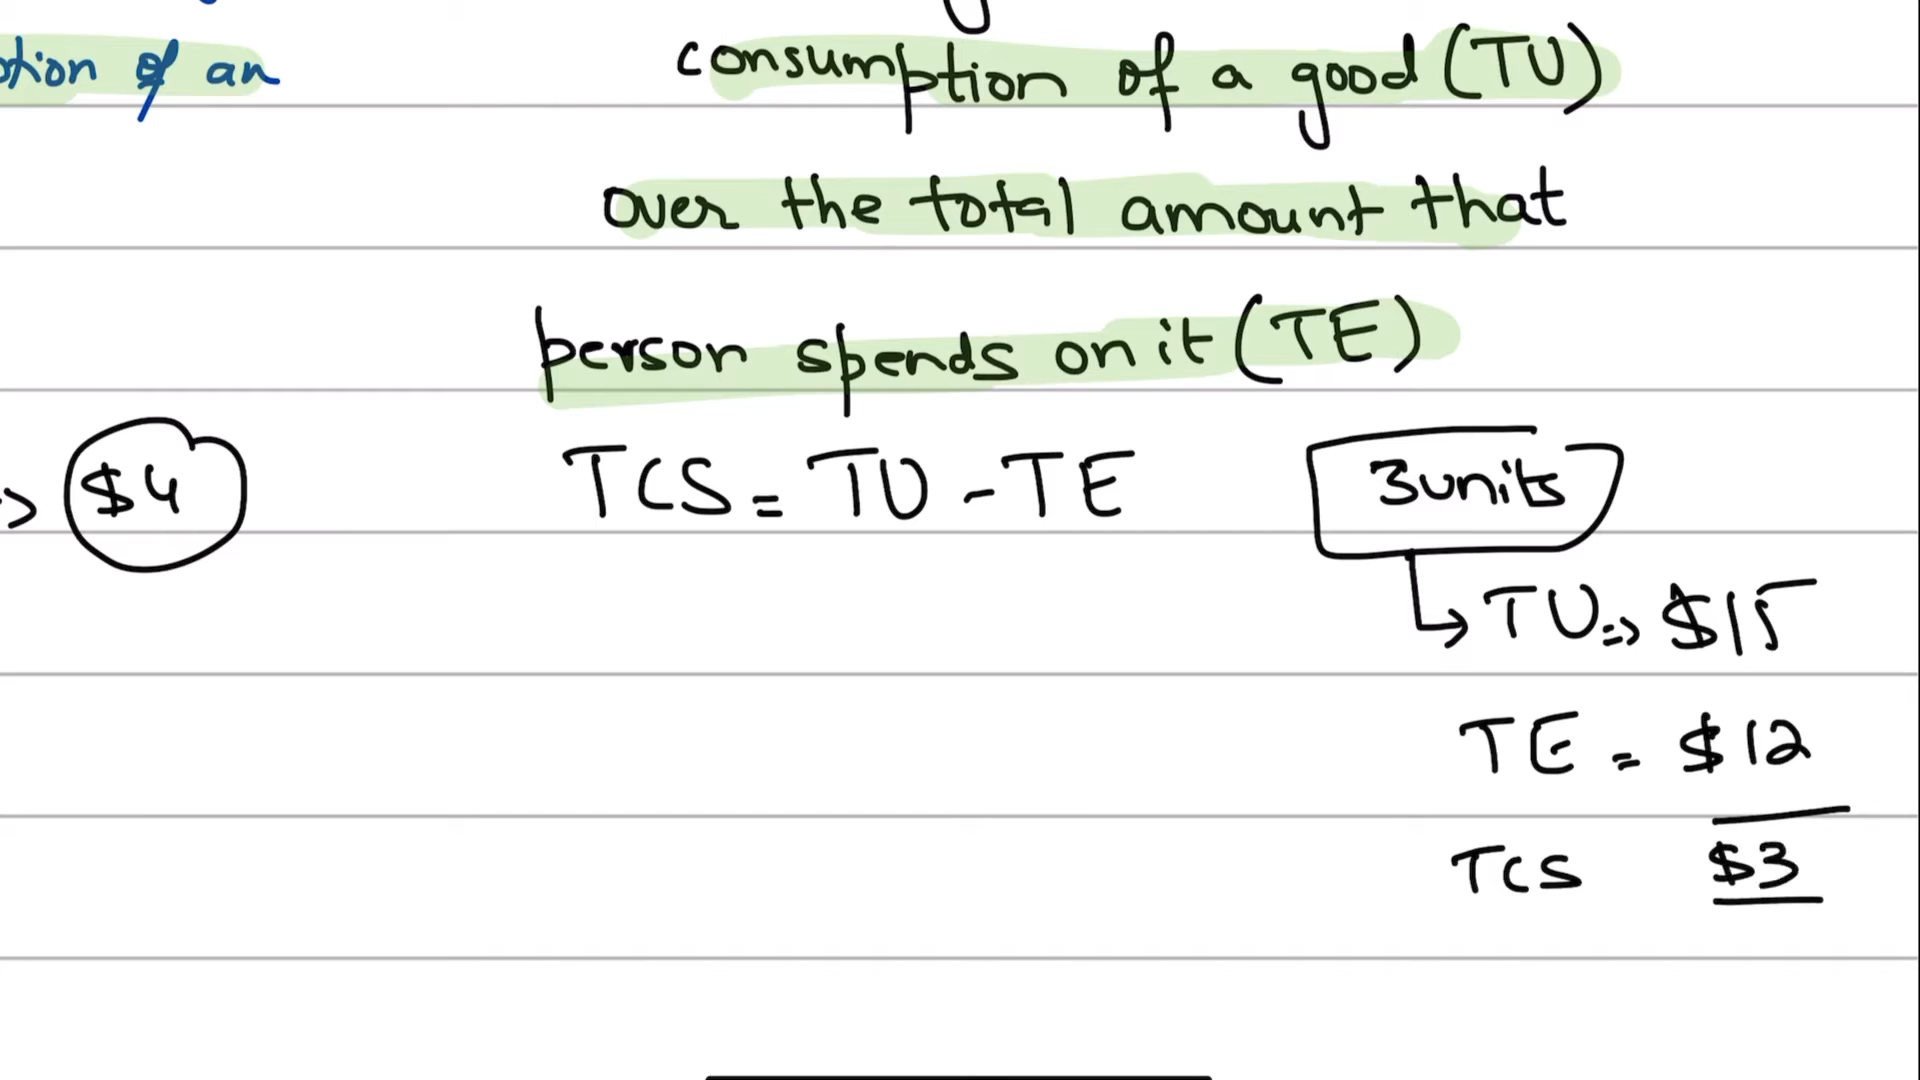 consumption of a good (TU)
of an
over the total amount that
person spends on it (TE)
=> $4
TCS = TU - TE
3 units
↳ TU => $15
TE = $12
TCS $3